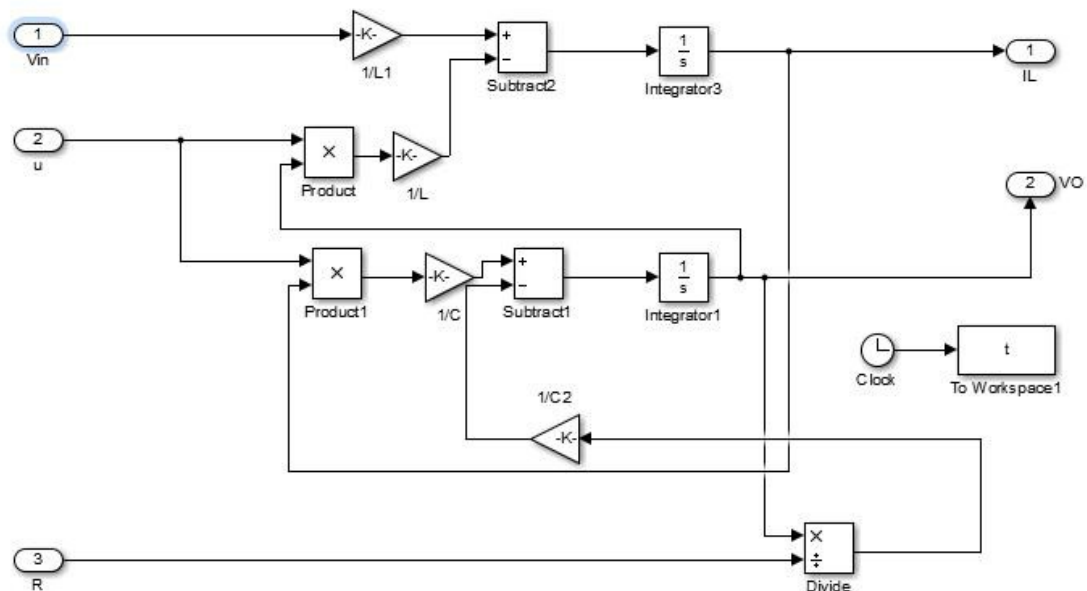 1
Vin
-K-
1/L1
+
−
Subtract2
1
s
Integrator3
1
IL
2
u
×
Product
-K-
1/L
2
VO
×
Product1
-K-
1/C
+
−
Subtract1
1
s
Integrator1
Clock
t
To Workspace1
1/C2
-K-
3
R
×
÷
Divide